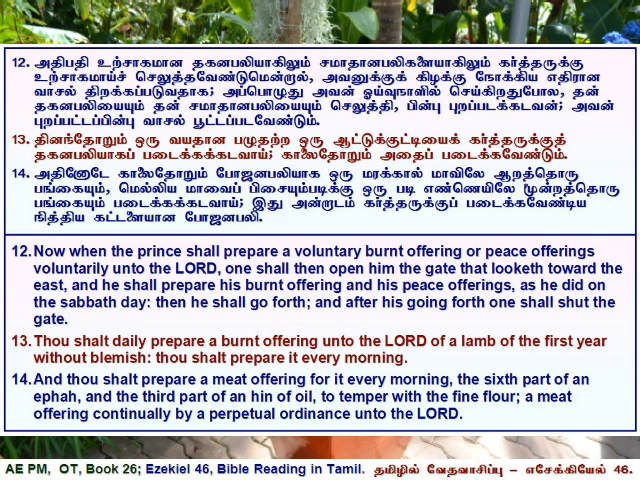 12. அதிபதி உற்சாகமான தகனபலியாகிலும் சமாதானபலிகளையாகிலும் கர்த்தருக்கு
உற்சாகமாய்ச் செலுத்தவேண்டுமென்றால், அவனுக்குக் கிழக்கு நோக்கிய எதிரான
வாசல் திறக்கப்படுவதாக; அப்பொழுது அவன் ஓய்வுநாளில் செய்கிறதுபோல, தன்
தகனபலியையும் தன் சமாதானபலியையும் செலுத்தி, பின்பு புறப்படக்கடவன்; அவன்
புறப்பட்டப்பின்பு வாசல் பூட்டப்படவேண்டும்.
13. தினந்தோறும் ஒரு வயதான பழுதற்ற ஒரு ஆட்டுக்குட்டியைக் கர்த்தருக்குத்
தகனபலியாகப் படைக்கக்கடவாய்; காலைதோறும் அதைப் படைக்கவேண்டும்.
14. அதினோடே காலைதோறும் போஜனபலியாக ஒரு மரக்கால் மாவிலே ஆறத்தொரு
பங்கையும், மெல்லிய மாவைப் பிசையும்படிக்கு ஒரு படி எண்ணெயிலே மூன்றத்தொரு
பங்கையும் படைக்கக்கடவாய்; இது அன்றாடம் கர்த்தருக்குப் படைக்கவேண்டிய
நித்திய கட்டளையான போஜனபலி.
12. Now when the prince shall prepare a voluntary burnt offering or peace offerings
voluntarily unto the LORD, one shall then open him the gate that looketh toward the
east, and he shall prepare his burnt offering and his peace offerings, as he did on
the sabbath day: then he shall go forth; and after his going forth one shall shut the
gate.
13. Thou shalt daily prepare a burnt offering unto the LORD of a lamb of the first year
without blemish: thou shalt prepare it every morning.
14. And thou shalt prepare a meat offering for it every morning, the sixth part of an
ephah, and the third part of an hin of oil, to temper with the fine flour; a meat
offering continually by a perpetual ordinance unto the LORD.
AE PM, OT, Book 26; Ezekiel 46, Bible Reading in Tamil. தமிழில் வேதவாசிப்பு – எசேக்கியேல் 46.